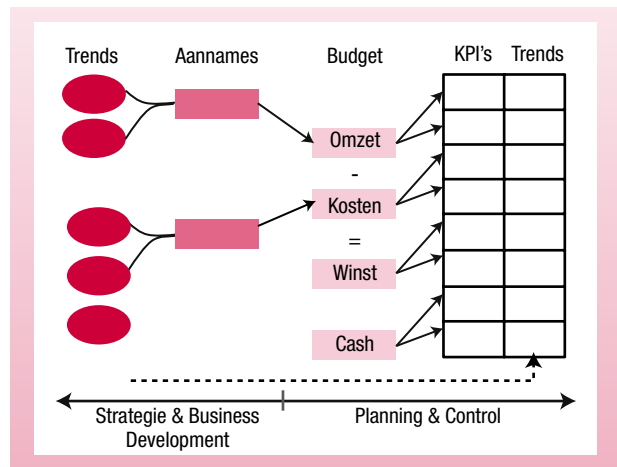 Trends Aannames Budget KPI's Trends
Omzet
-
Kosten
=
Winst
Cash
Strategie & Business Development
Planning & Control